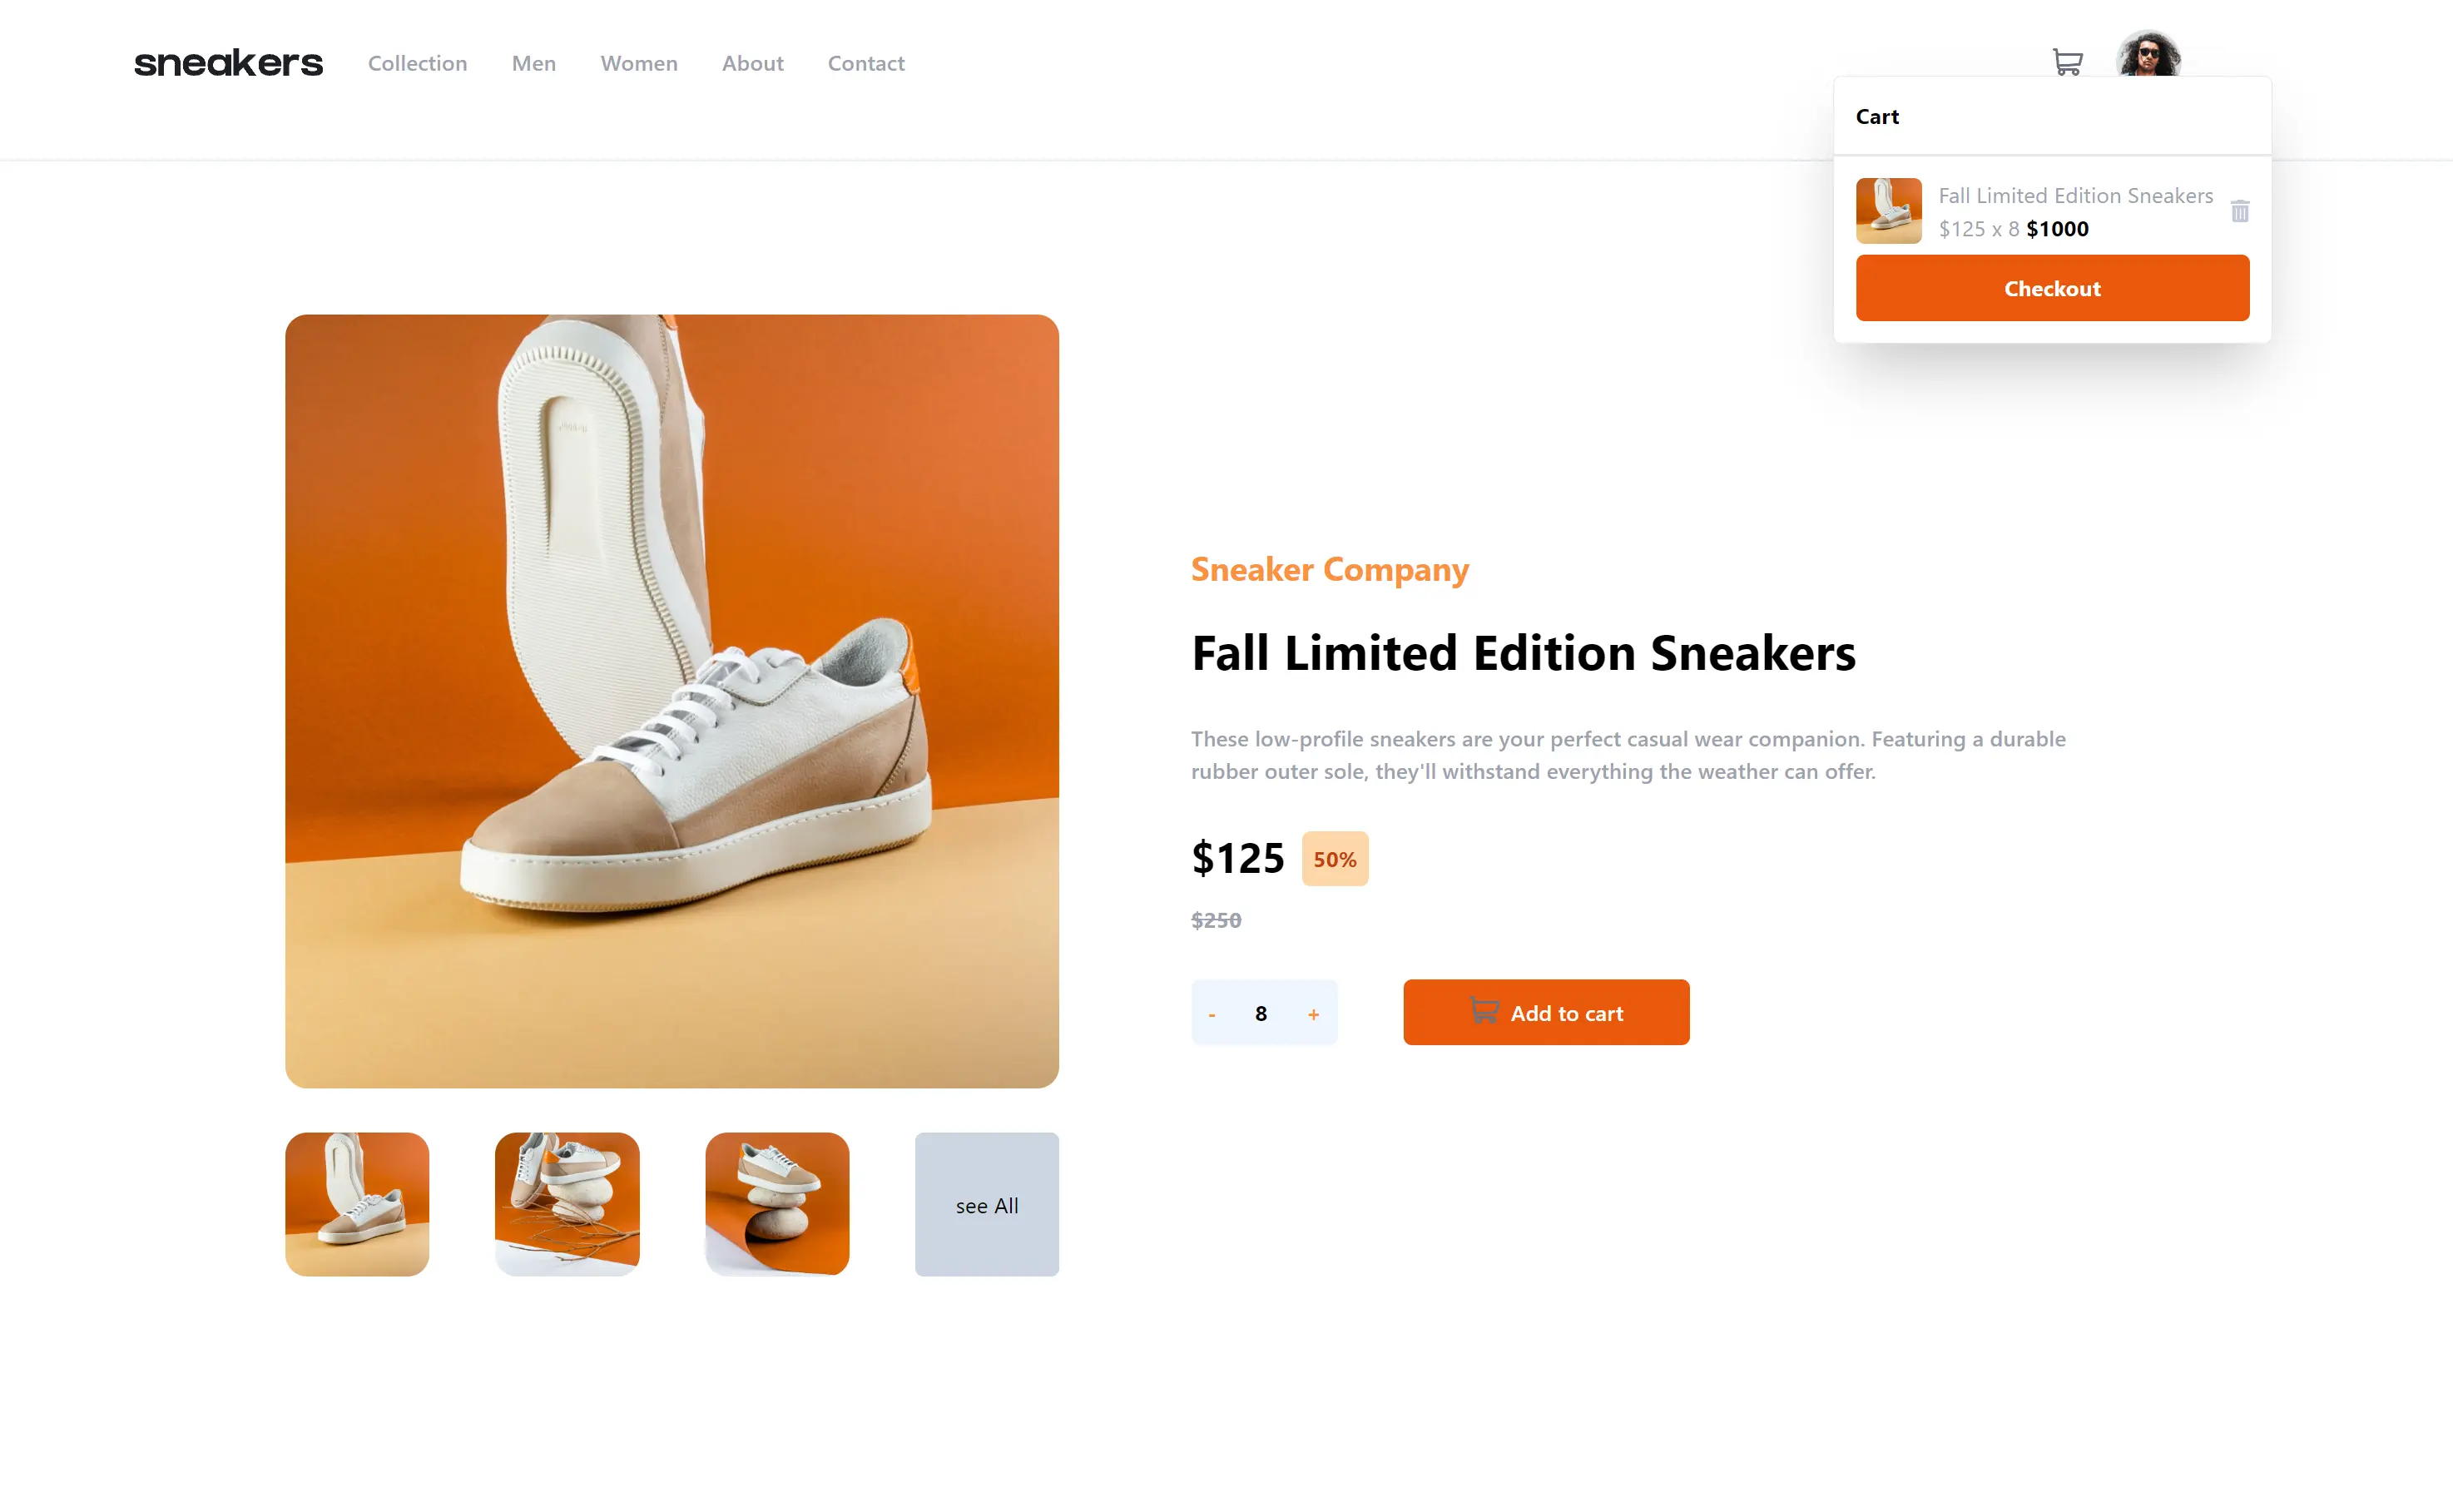 sneakers
Collection
Men
Women
About
Contact
Cart
Fall Limited Edition Sneakers
$125 x 8 $1000
Checkout
Sneaker Company
Fall Limited Edition Sneakers
These low-profile sneakers are your perfect casual wear companion. Featuring a durable
rubber outer sole, they'll withstand everything the weather can offer.
$125 50%
$250
- 8 +
Add to cart
see All